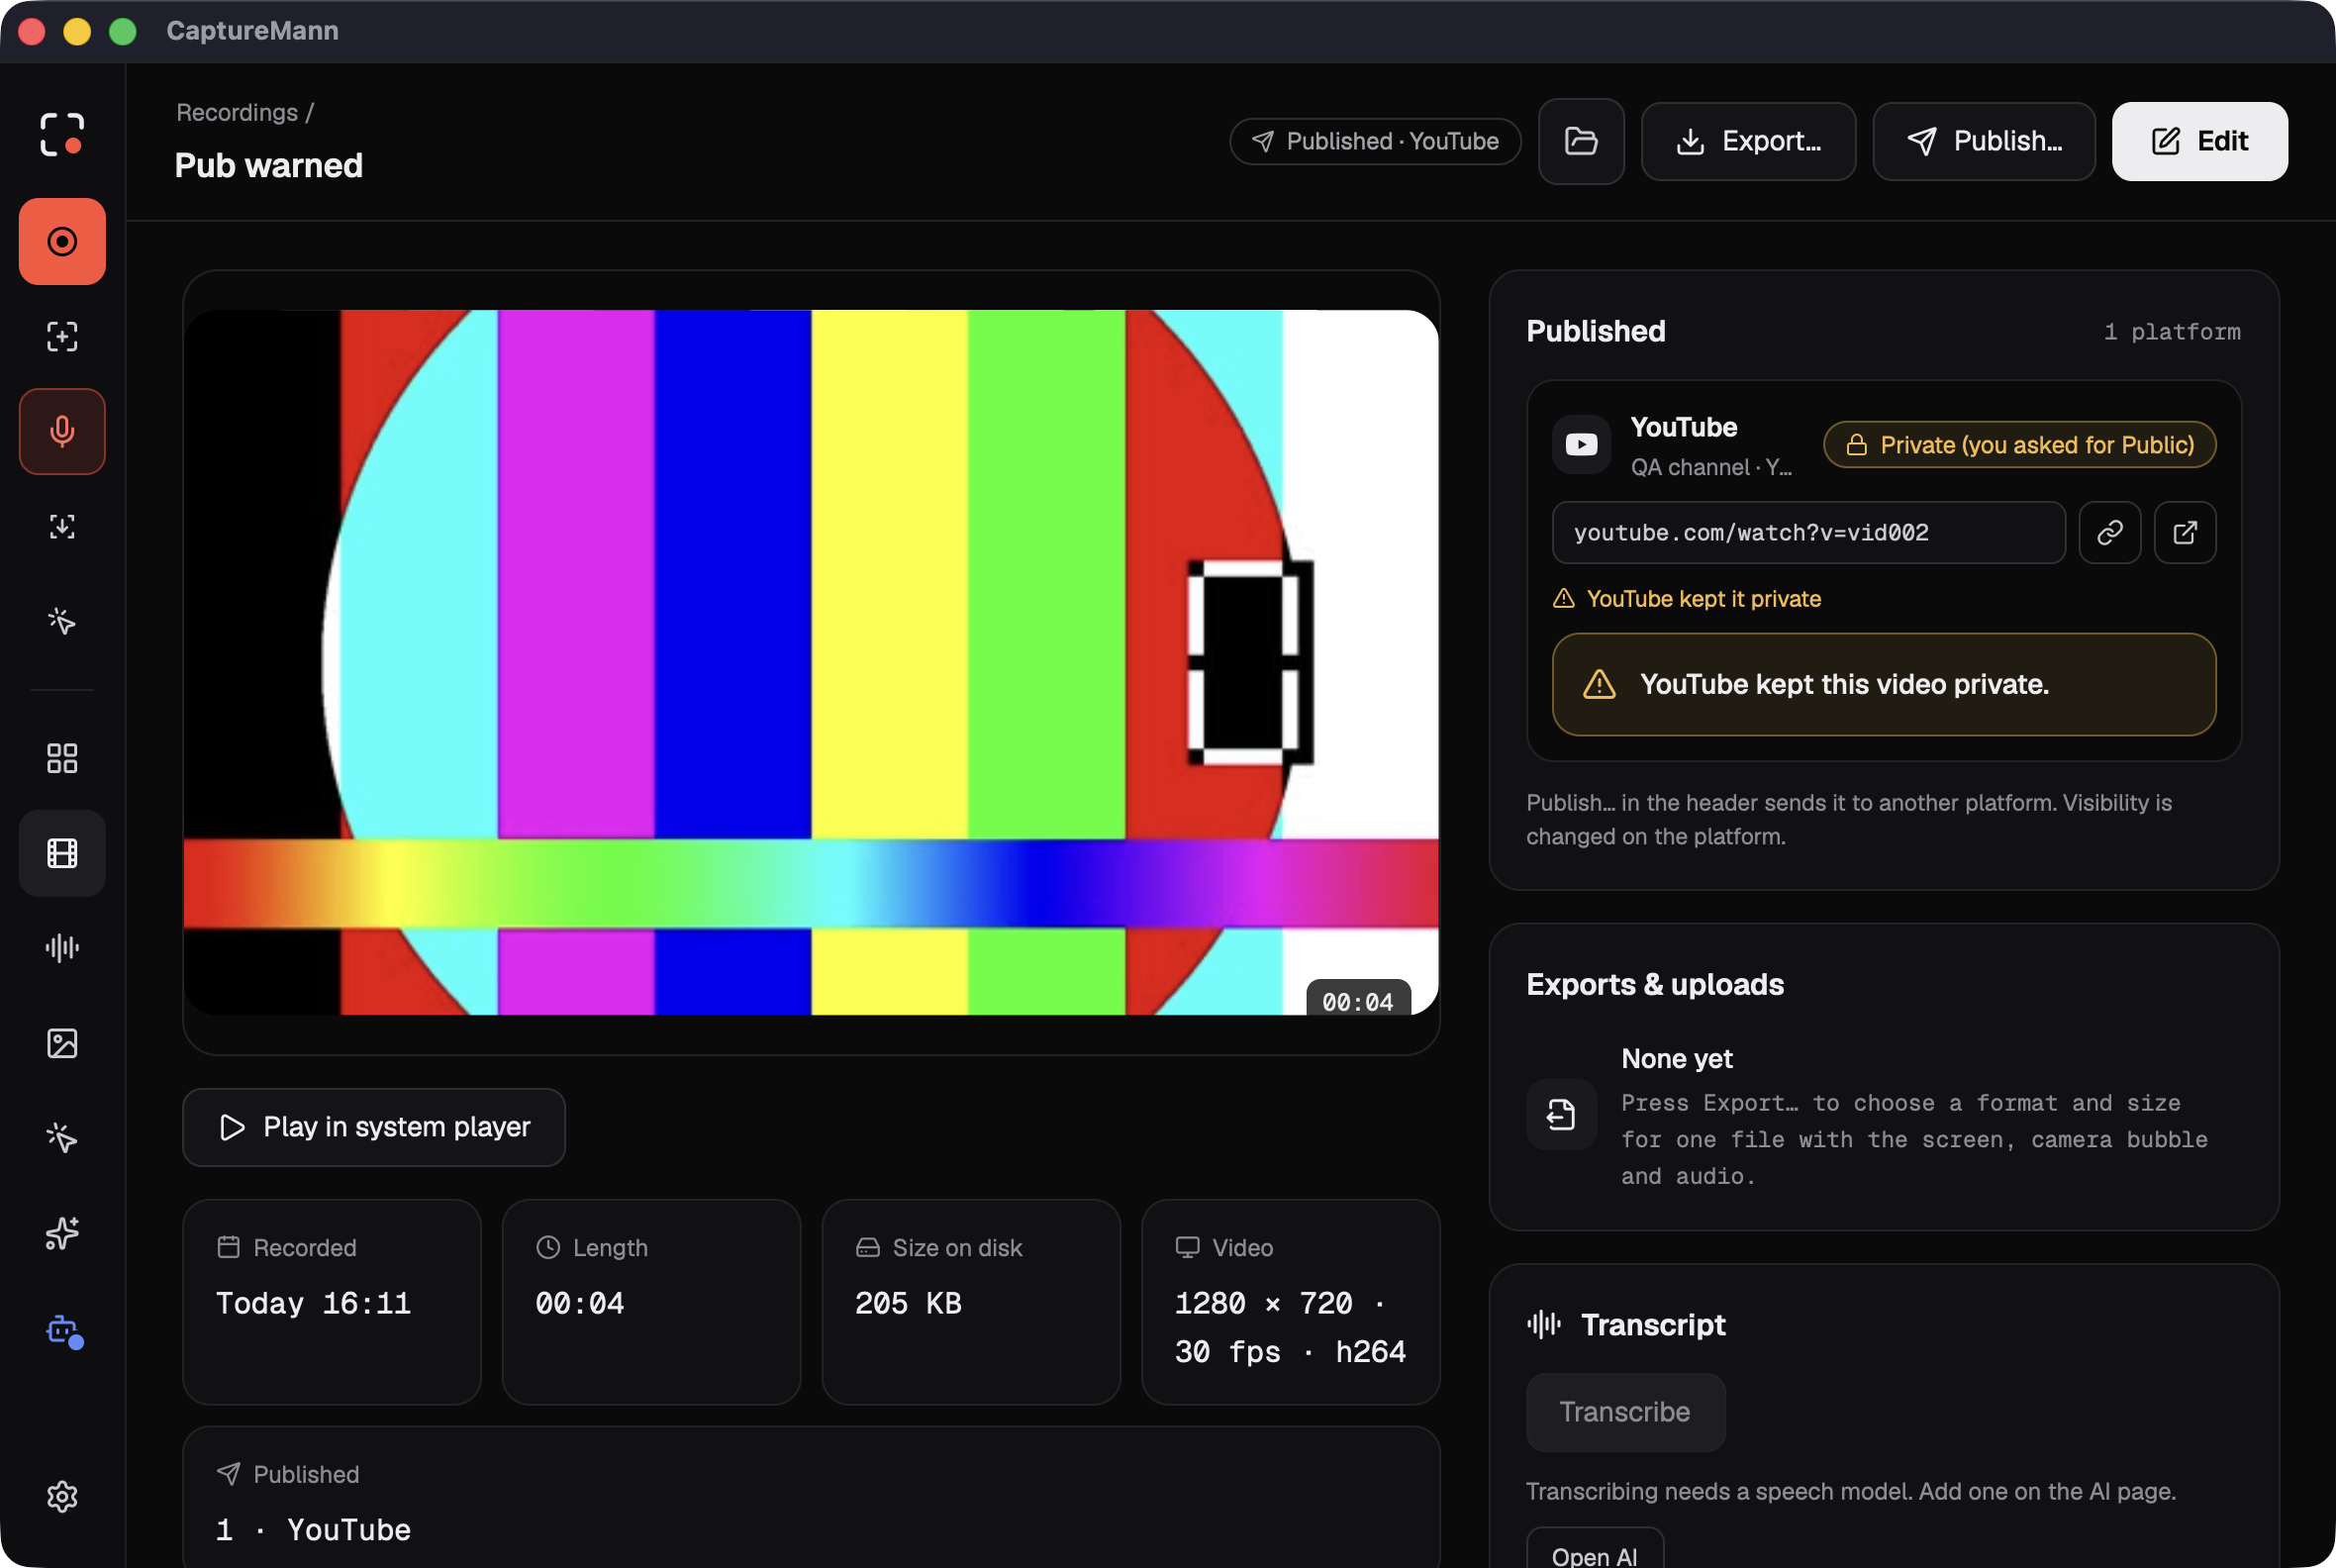 CaptureMann
Recordings /
Pub warned
Published · YouTube
Export…
Publish…
Edit
00:04
Play in system player
Recorded
Today 16:11
Length
00:04
Size on disk
205 KB
Video
1280 × 720 ·
30 fps · h264
Published
1 · YouTube
Published
1 platform
YouTube
QA channel · Y…
Private (you asked for Public)
youtube.com/watch?v=vid002
YouTube kept it private
YouTube kept this video private.
Publish… in the header sends it to another platform. Visibility is
changed on the platform.
Exports & uploads
None yet
Press Export… to choose a format and size
for one file with the screen, camera bubble
and audio.
Transcript
Transcribe
Transcribing needs a speech model. Add one on the AI page.
Open AI